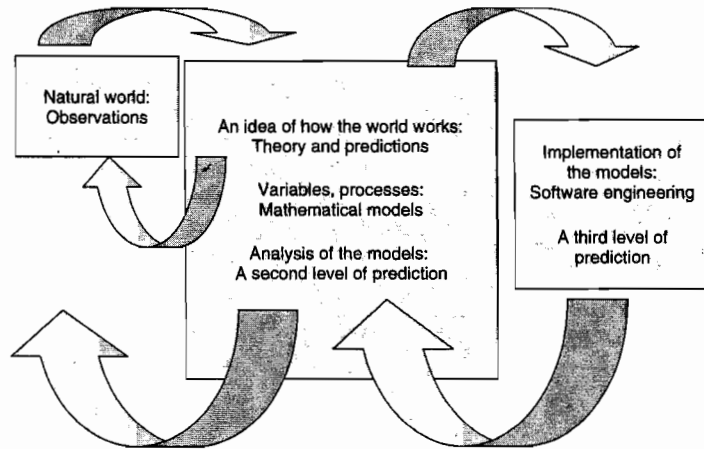 Natural world:
Observations
An idea of how the world works:
Theory and predictions
Variables, processes:
Mathematical models
Analysis of the models:
A second level of prediction
Implementation of
the models:
Software engineering
A third level of
prediction